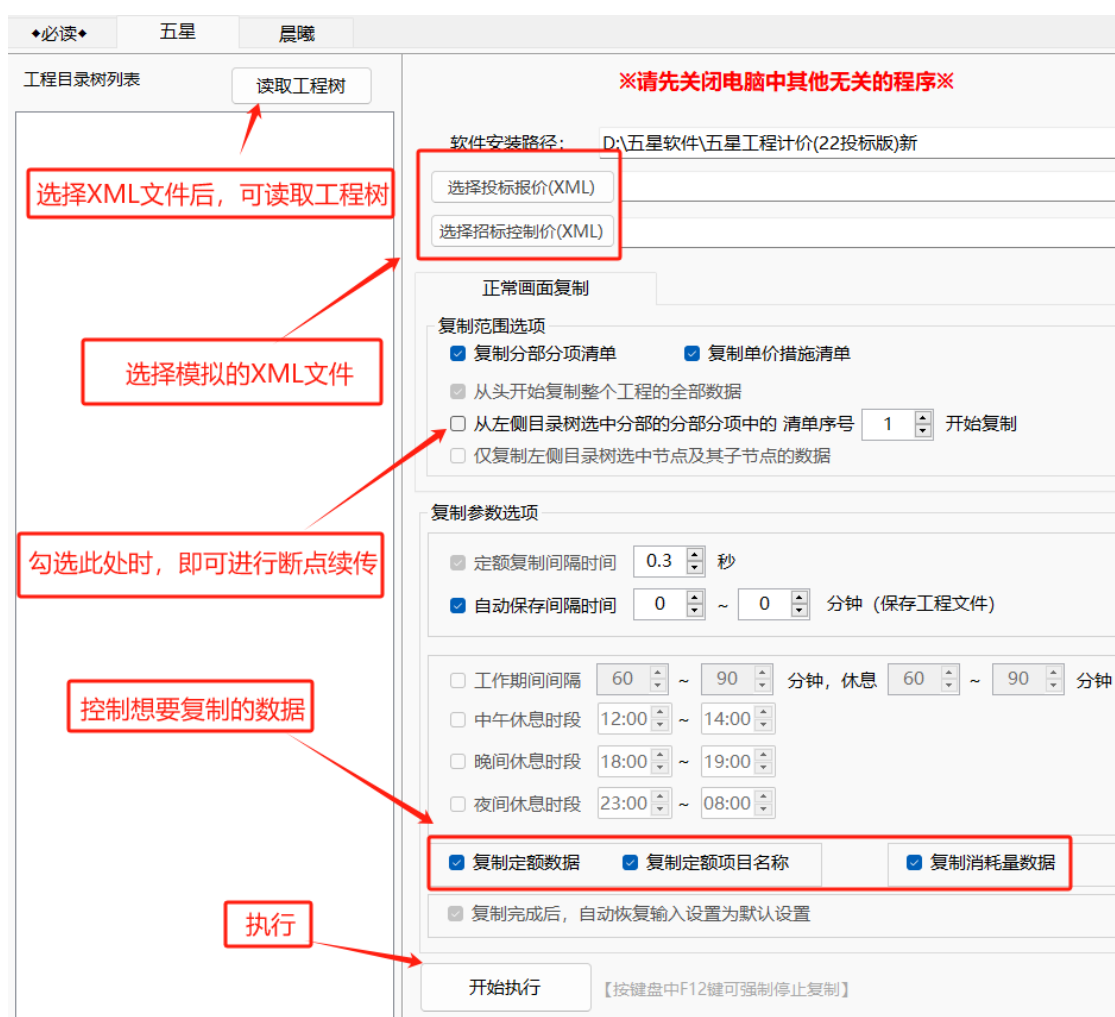 ◆必读◆ 五星 晨曦
工程目录树列表 读取工程树
※请先关闭电脑中其他无关的程序※
软件安装路径： D:\五星软件\五星工程计价(22投标版)新
选择XML文件后，可读取工程树
选择投标报价(XML)
选择招标控制价(XML)
正常画面复制
复制范围选项
复制分部分项清单 复制单价措施清单
选择模拟的XML文件
从头开始复制整个工程的全部数据
从左侧目录树选中分部的分部分项中的 清单序号 1 开始复制
仅复制左侧目录树选中节点及其子节点的数据
复制参数选项
勾选此处时，即可进行断点续传
定额复制间隔时间 0.3 秒
自动保存间隔时间 0 ~ 0 分钟（保存工程文件)
工作期间间隔 60 ~ 90 分钟，休息 60 ~ 90 分钟
控制想要复制的数据
中午休息时段 12:00 ~ 14:00
晚间休息时段 18:00 ~ 19:00
夜间休息时段 23:00 ~ 08:00
复制定额数据 复制定额项目名称 复制消耗量数据
复制完成后，自动恢复输入设置为默认设置
执行
开始执行 【按键盘中F12键可强制停止复制】